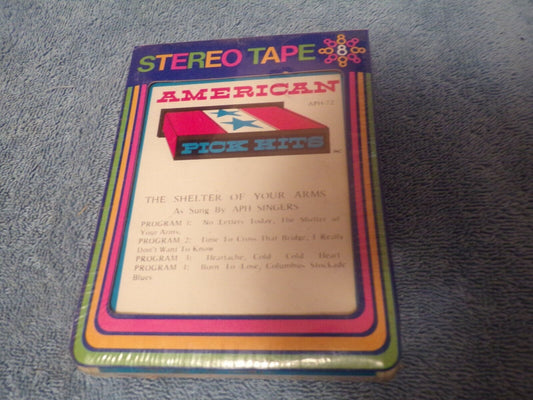 STEREO TAPE 8
AMERICAN
APH-72
PICK HITS
INC
THE SHELTER OF YOUR ARMS
As Sung By APH SINGERS
PROGRAM 1: No Letters Today, The Shelter of
Your Arms,
PROGRAM 2: Time To Cross That Bridge, I Really
Don't Want To Know
PROGRAM 3: Heartache, Cold Cold Heart
PROGRAM 4: Born To Lose, Columbus Stockade
Blues